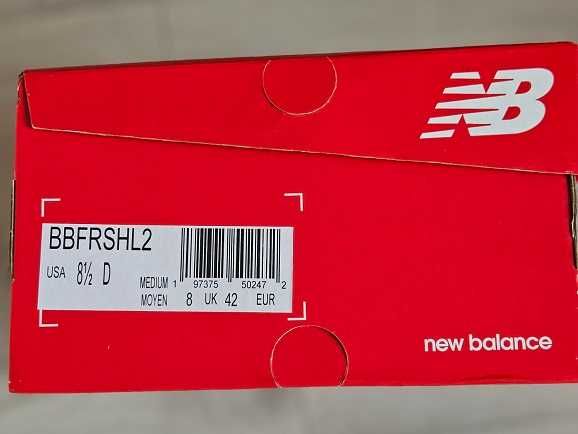 NB
BBFRSHL2
USA 8½ D
MEDIUM 1 97375 50247 2
MOYEN 8 UK 42 EUR
new balance